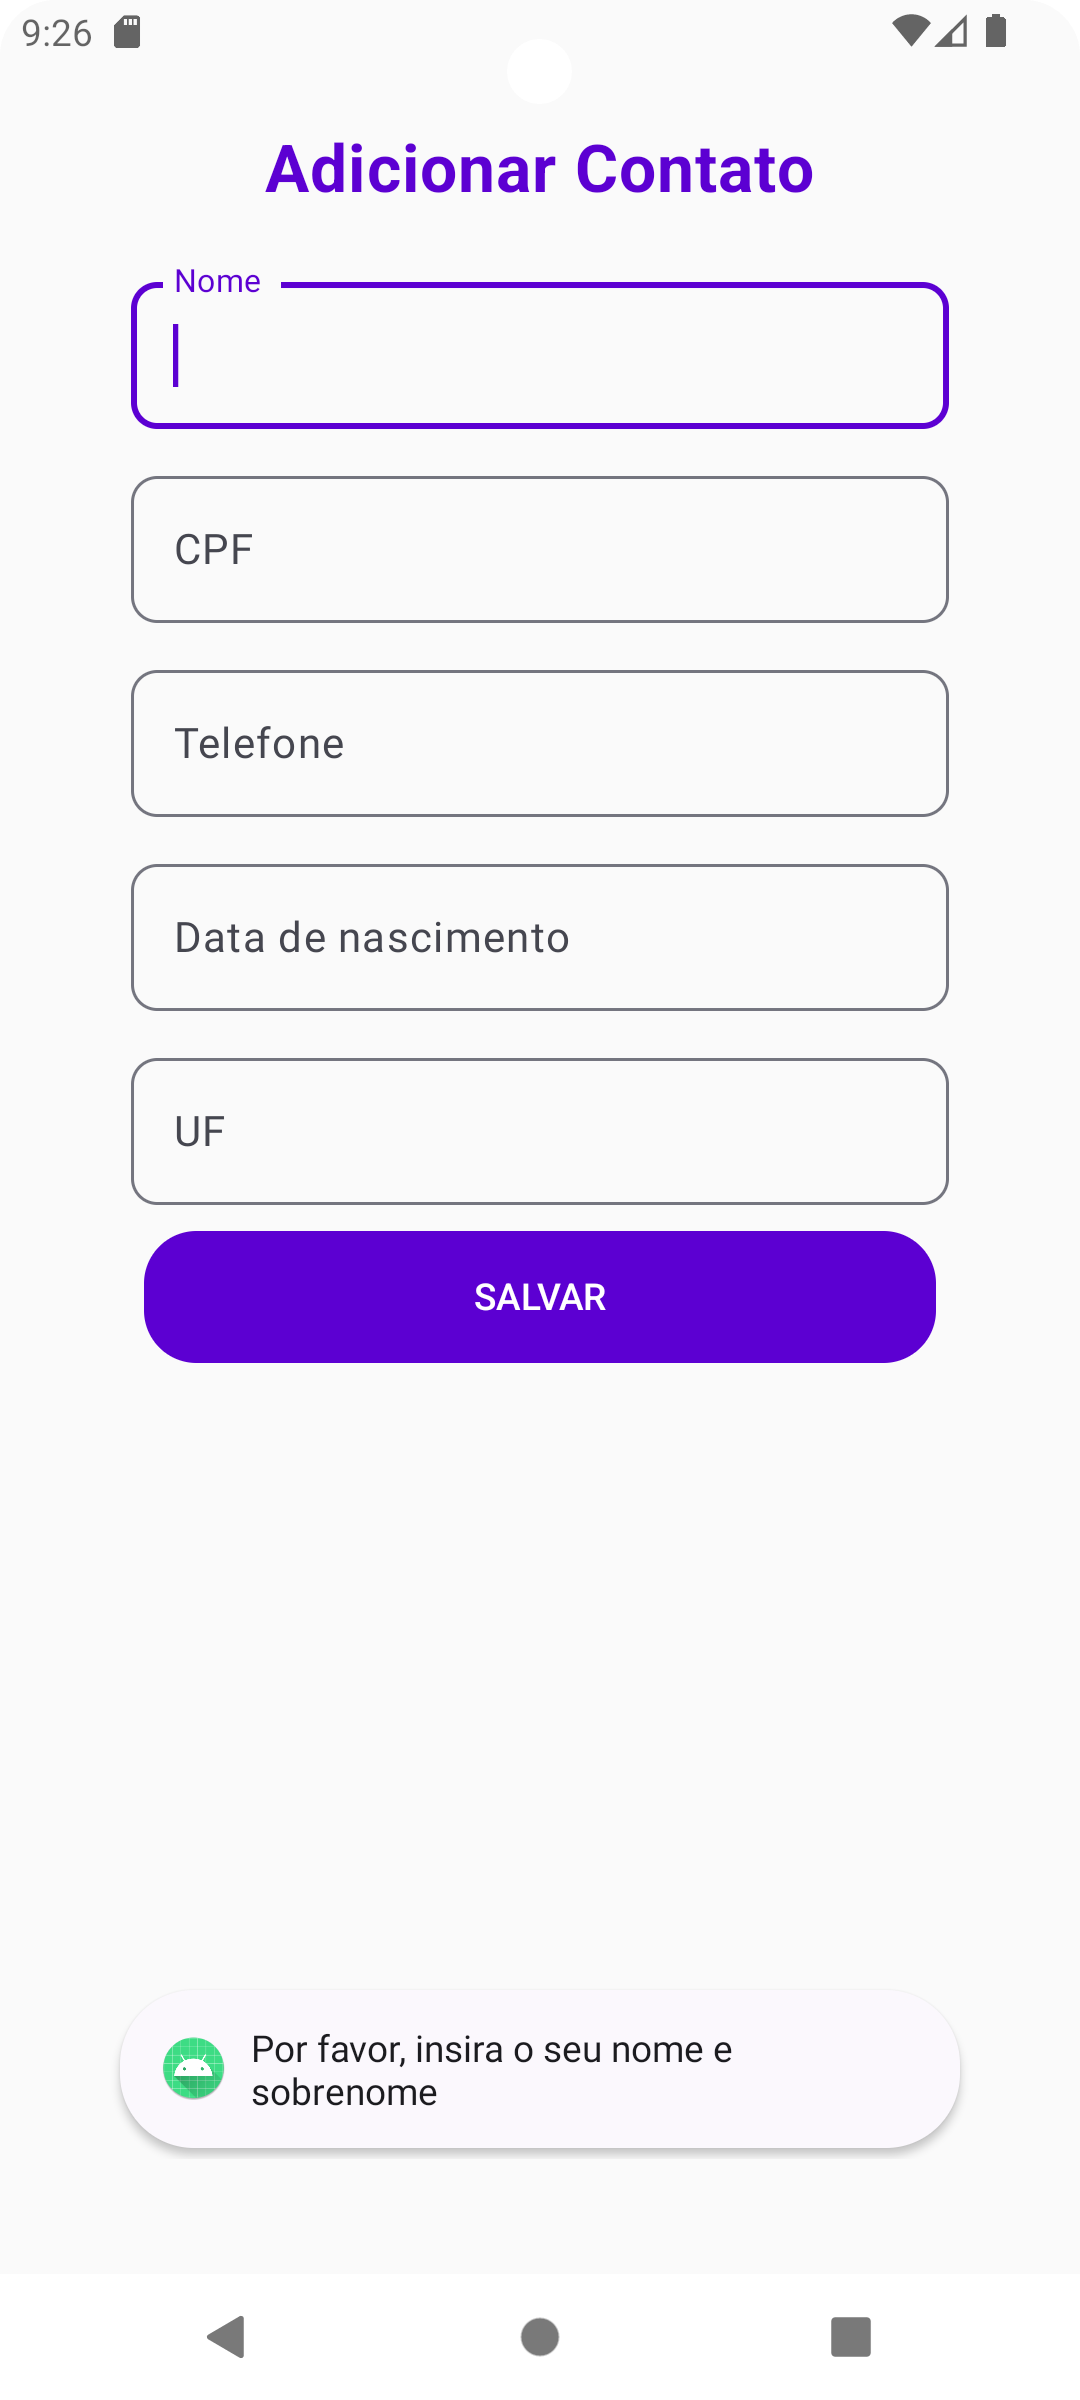 9:26
Adicionar Contato
Nome
CPF
Telefone
Data de nascimento
UF
SALVAR
Por favor, insira o seu nome e
sobrenome